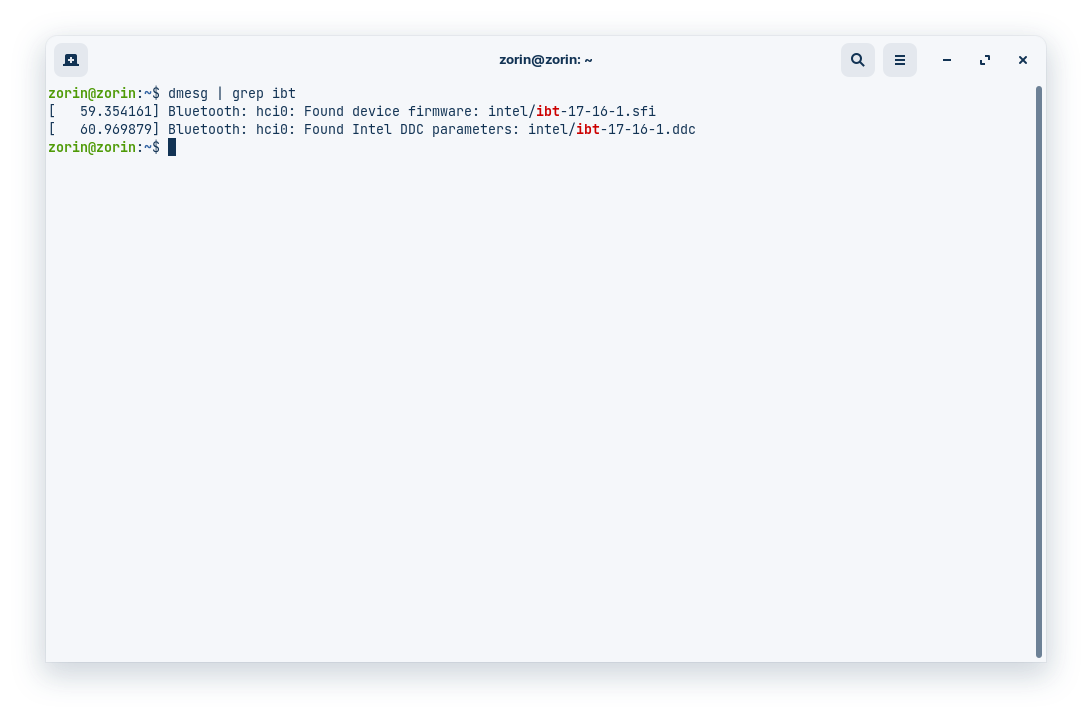 zorin@zorin: ~
zorin@zorin:~$ dmesg | grep ibt
[   59.354161] Bluetooth: hci0: Found device firmware: intel/ibt-17-16-1.sfi
[   60.969879] Bluetooth: hci0: Found Intel DDC parameters: intel/ibt-17-16-1.ddc
zorin@zorin:~$